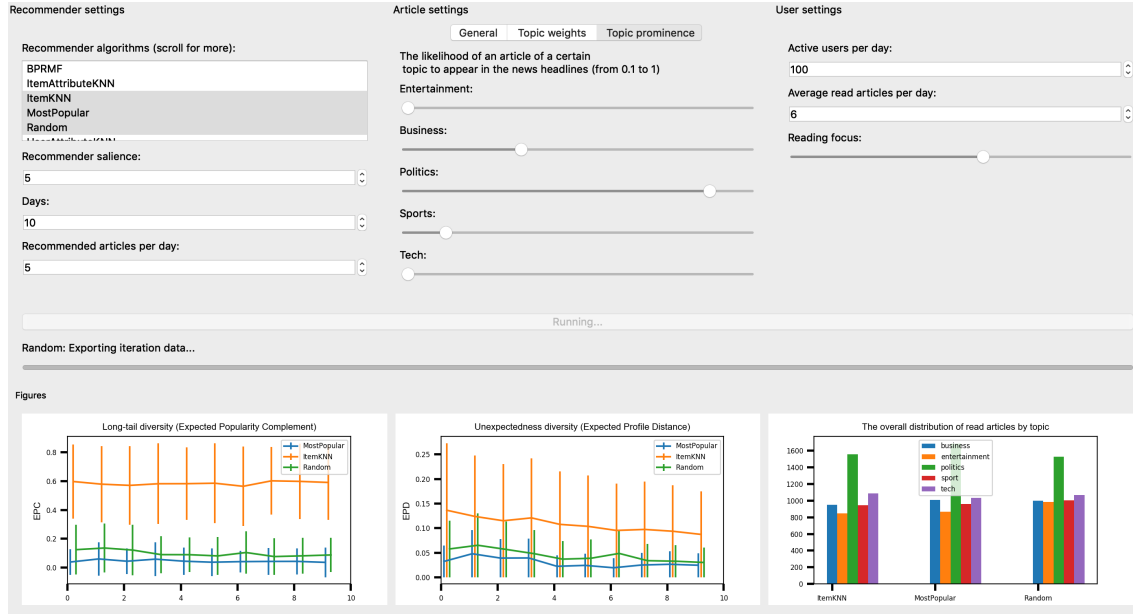 Recommender settings
Recommender algorithms (scroll for more):
BPRMF
ItemAttributeKNN
ItemKNN
MostPopular
Random
UserAttributeKNN
Recommender salience:
5
Days:
10
Recommended articles per day:
5
Article settings
General Topic weights Topic prominence
The likelihood of an article of a certain
topic to appear in the news headlines (from 0.1 to 1)
Entertainment:
Business:
Politics:
Sports:
Tech:
User settings
Active users per day:
100
Average read articles per day:
6
Reading focus:
Running...
Random: Exporting iteration data...
Figures
Long-tail diversity (Expected Popularity Complement)
MostPopular
ItemKNN
Random
EPC
0.8
0.6
0.4
0.2
0.0
0 2 4 6 8 10
Unexpectedness diversity (Expected Profile Distance)
MostPopular
ItemKNN
Random
EPD
0.25
0.20
0.15
0.10
0.05
0.00
0 2 4 6 8 10
The overall distribution of read articles by topic
business
entertainment
politics
sport
tech
1600
1400
1200
1000
800
600
400
200
0
ItemKNN MostPopular Random